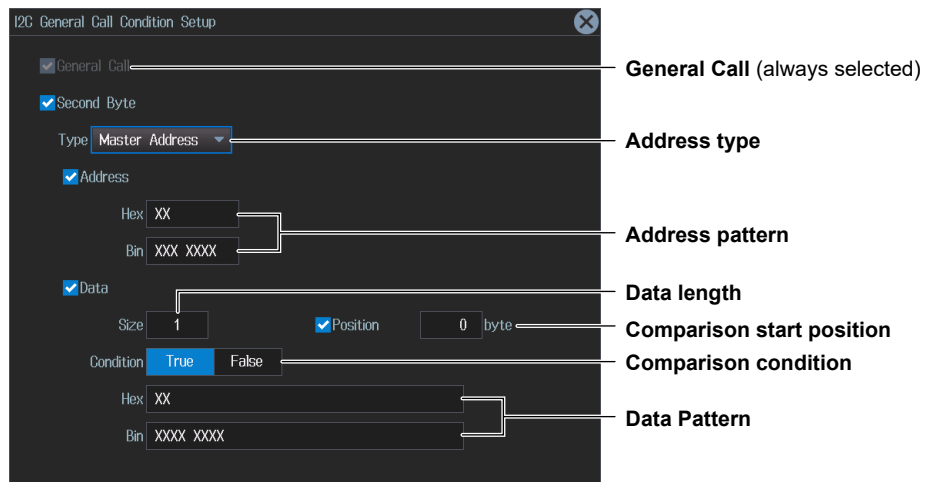 I2C General Call Condition Setup
General Call
General Call (always selected)
Second Byte
Type Master Address
Address type
Address
Hex XX
Bin XXX XXXX
Address pattern
Data
Data length
Size 1 Position 0 byte
Comparison start position
Condition True False
Comparison condition
Hex XX
Bin XXXX XXXX
Data Pattern